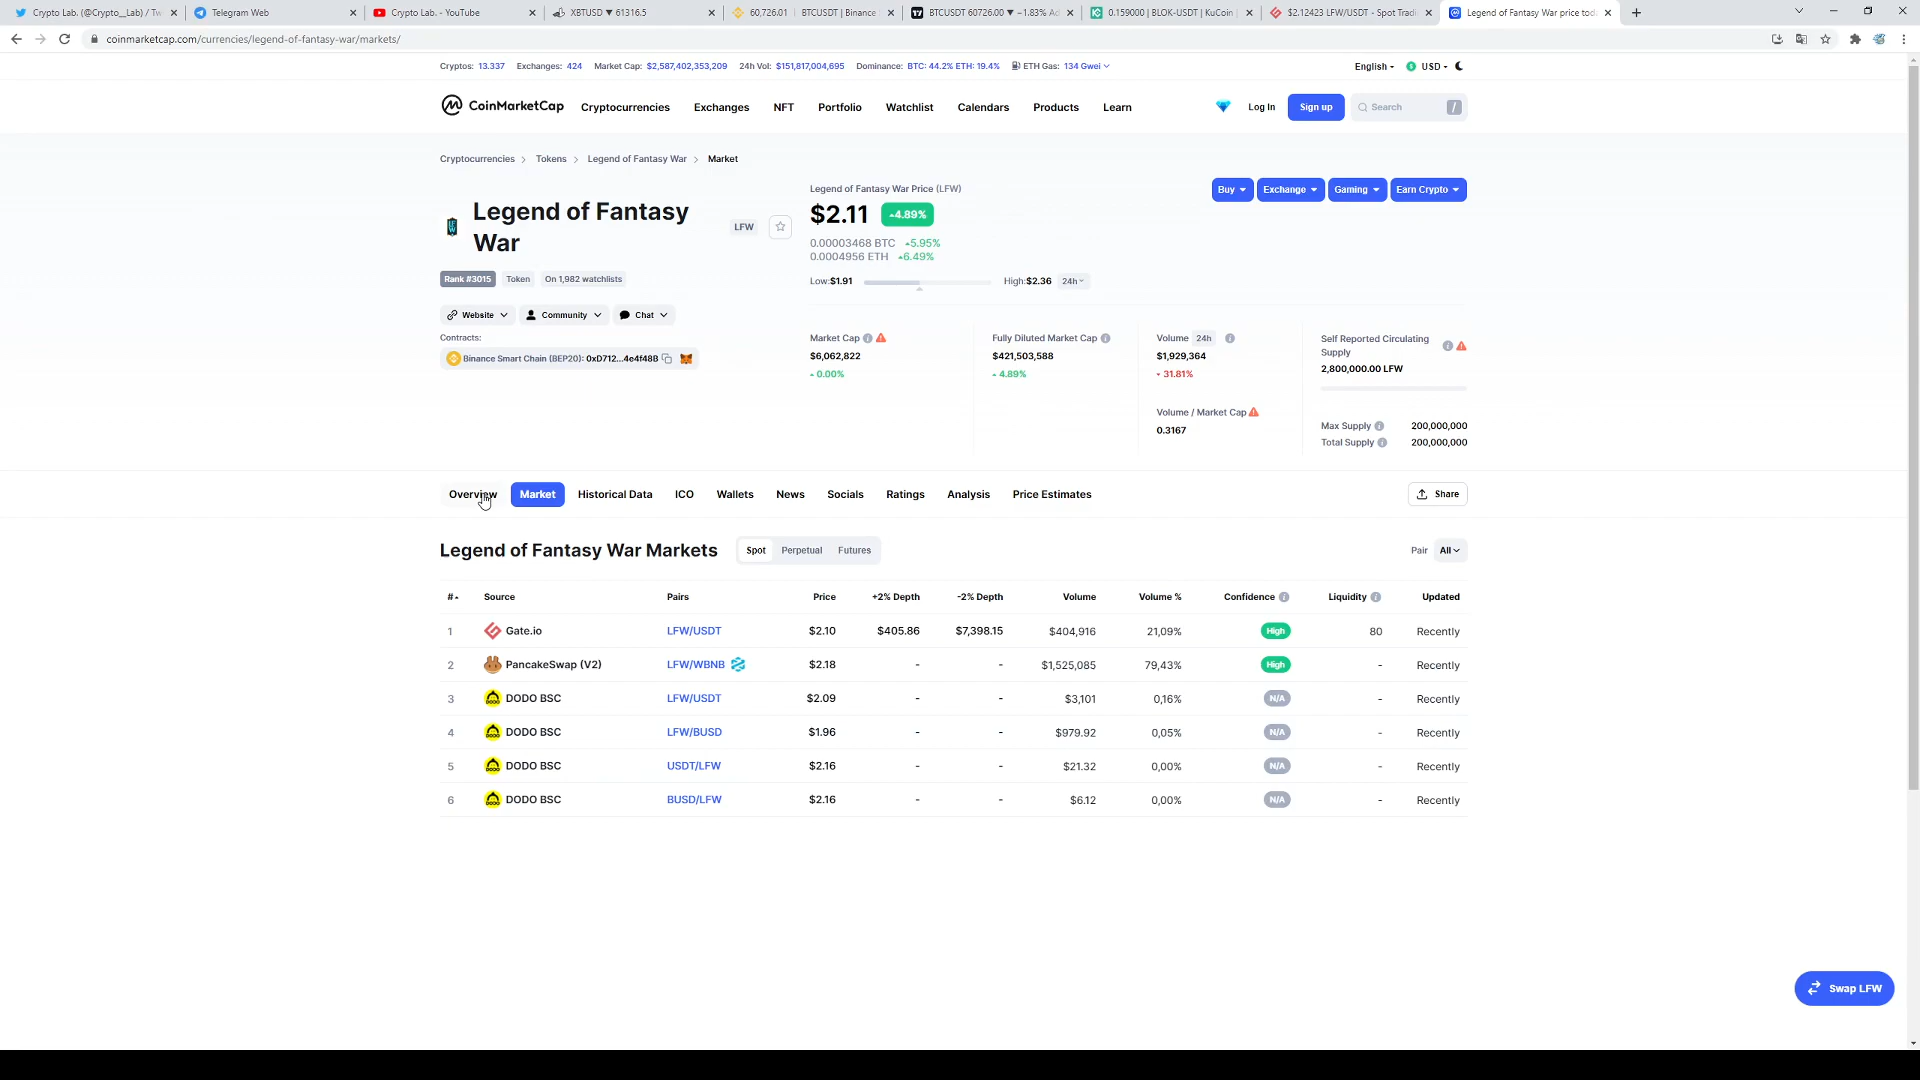 Crypto Lab. (@Crypto__Lab) / Tw
Telegram Web
Crypto Lab. - YouTube
XBTUSD ▼ 61316.5
60,726.01 | BTCUSDT | Binance
BTCUSDT 60726.00 ▼ −1.83%
0.159000 | BLOK-USDT | KuCoin
$2.12423 LFW/USDT - Spot Tradi
Legend of Fantasy War price tod
coinmarketcap.com/currencies/legend-of-fantasy-war/markets/
Cryptos: 13.337 Exchanges: 424 Market Cap: $2,587,402,353,209 24h Vol: $151,817,004,695 Dominance: BTC: 44.2% ETH: 19.4% ETH Gas: 134 Gwei
English USD
CoinMarketCap Cryptocurrencies Exchanges NFT Portfolio Watchlist Calendars Products Learn Log In Sign up Search /
Cryptocurrencies > Tokens > Legend of Fantasy War > Market
Legend of Fantasy War Price (LFW)
Buy Exchange Gaming Earn Crypto
Legend of Fantasy
War
LFW
$2.11 4.89%
0.00003468 BTC 5.95%
0.0004956 ETH 6.49%
Rank #3015 Token On 1,982 watchlists
Low:$1.91 High:$2.36 24h
Website Community Chat
Contracts:
Binance Smart Chain (BEP20): 0xD712...4e4f48B
Market Cap
$6,062,822
0.00%
Fully Diluted Market Cap
$421,503,588
4.89%
Volume 24h
$1,929,364
31.81%
Volume / Market Cap
0.3167
Self Reported Circulating
Supply
2,800,000.00 LFW
Max Supply 200,000,000
Total Supply 200,000,000
Overview Market Historical Data ICO Wallets News Socials Ratings Analysis Price Estimates Share
Legend of Fantasy War Markets Spot Perpetual Futures Pair All
# Source Pairs Price +2% Depth -2% Depth Volume Volume % Confidence Liquidity Updated
1 Gate.io LFW/USDT $2.10 $405.86 $7,398.15 $404,916 21,09% High 80 Recently
2 PancakeSwap (V2) LFW/WBNB $2.18 - - $1,525,085 79,43% High - Recently
3 DODO BSC LFW/USDT $2.09 - - $3,101 0,16% N/A - Recently
4 DODO BSC LFW/BUSD $1.96 - - $979.92 0,05% N/A - Recently
5 DODO BSC USDT/LFW $2.16 - - $21.32 0,00% N/A - Recently
6 DODO BSC BUSD/LFW $2.16 - - $6.12 0,00% N/A - Recently
Swap LFW